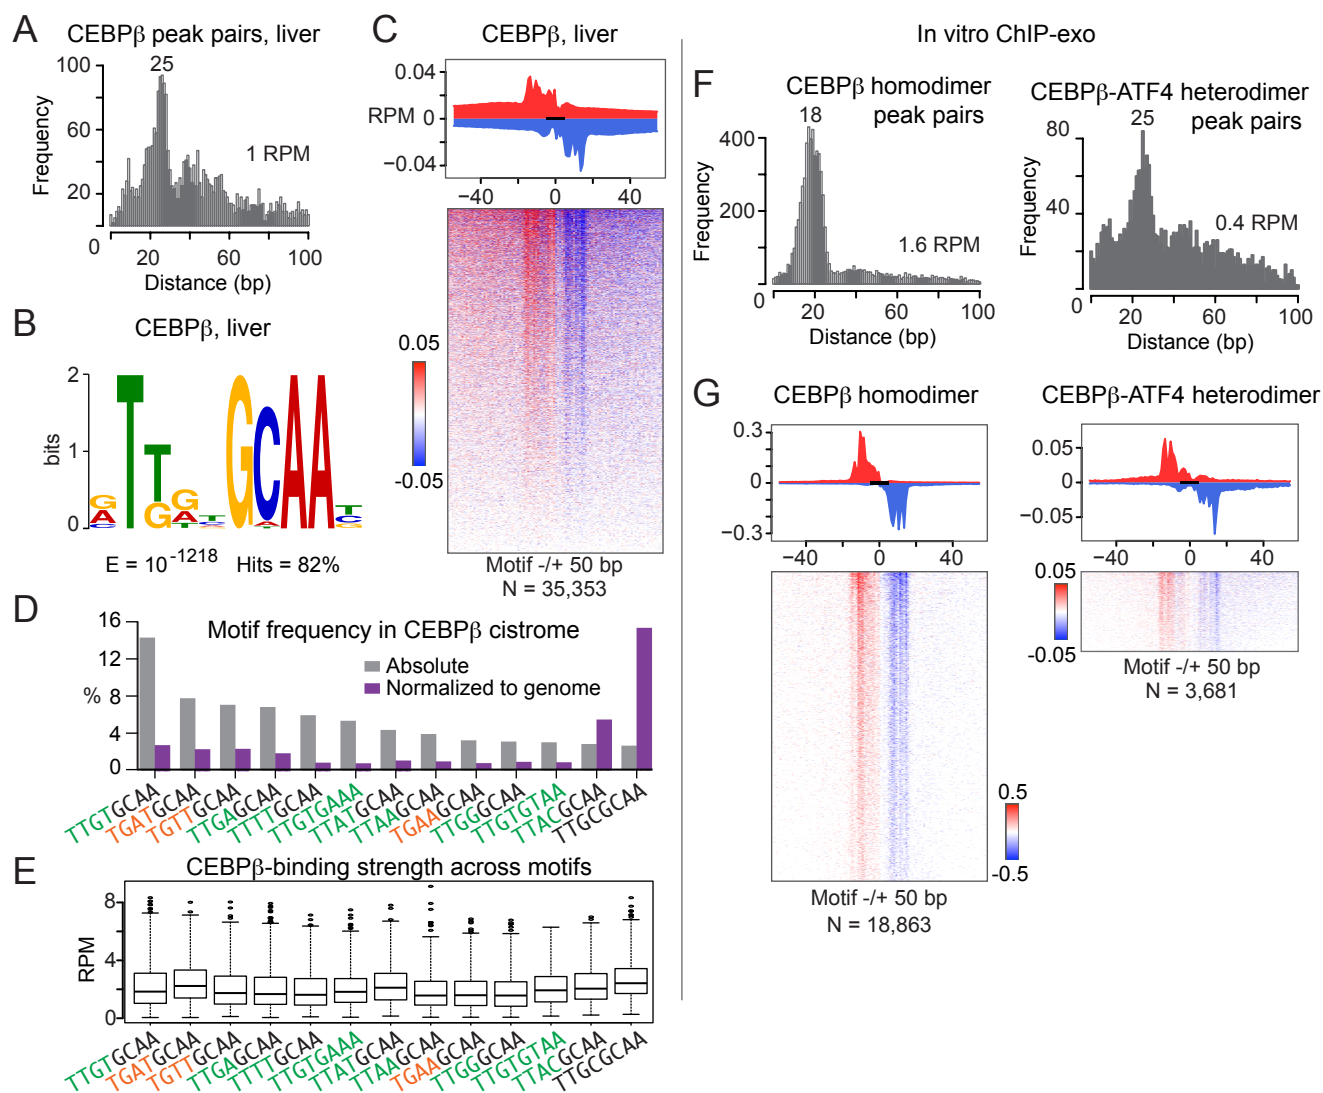 A
CEBPβ peak pairs, liver
25
100
60
20
Frequency
1 RPM
0
20
60
100
Distance (bp)
B
CEBPβ, liver
2
1
0
bits
E = 10-1218 Hits = 82%
C
CEBPβ, liver
0.04
RPM 0
−0.04
−40 0 40
0.05
-0.05
Motif -/+ 50 bp
N = 35,353
D
Motif frequency in CEBPβ cistrome
Absolute
Normalized to genome
16
12
% 8
4
0
TTGTGCAA
TGATGCAA
TGTTGCAA
TTGAGCAA
TTTTGCAA
TTGTGAAA
TTATGCAA
TTAAGCAA
TGAAGCAA
TTGGGCAA
TTGTGTAA
TTACGCAA
TTGCGCAA
E
CEBPβ-binding strength across motifs
8
4
0
RPM
TTGTGCAA
TGATGCAA
TGTTGCAA
TTGAGCAA
TTTTGCAA
TTGTGAAA
TTATGCAA
TTAAGCAA
TGAAGCAA
TTGGGCAA
TTGTGTAA
TTACGCAA
TTGCGCAA
In vitro ChIP-exo
F
CEBPβ homodimer
peak pairs
18
400
200
Frequency
1.6 RPM
0 20 60 100
Distance (bp)
CEBPβ-ATF4 heterodimer
peak pairs
25
80
40
0
Frequency
0.4 RPM
20 60 100
Distance (bp)
G
CEBPβ homodimer
0.3
0
−0.3
−40 0 40
0.5
-0.5
Motif -/+ 50 bp
N = 18,863
CEBPβ-ATF4 heterodimer
0.05
0
−0.05
−40 0 40
0.05
-0.05
Motif -/+ 50 bp
N = 3,681